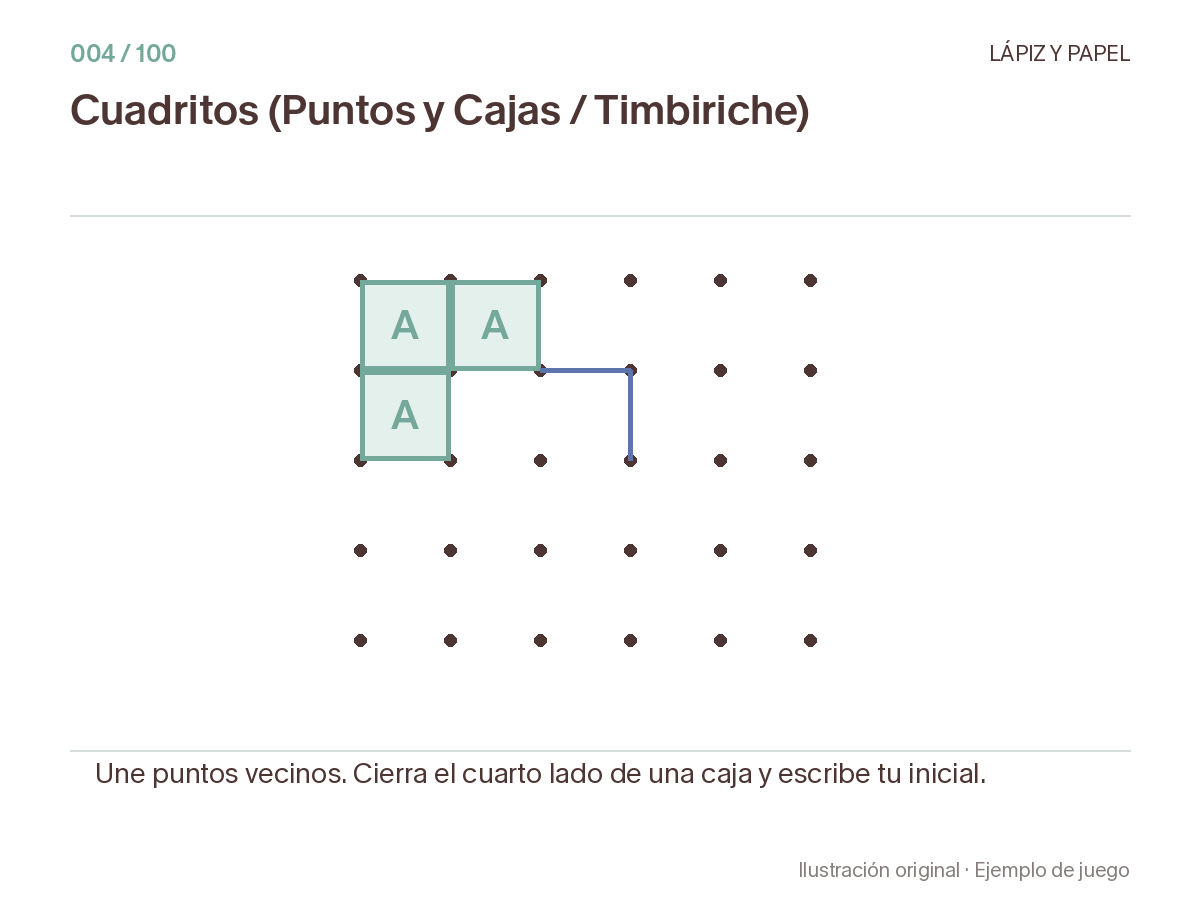 004 / 100
LÁPIZ Y PAPEL
Cuadritos (Puntos y Cajas / Timbiriche)
A A
A
Une puntos vecinos. Cierra el cuarto lado de una caja y escribe tu inicial.
Ilustración original · Ejemplo de juego